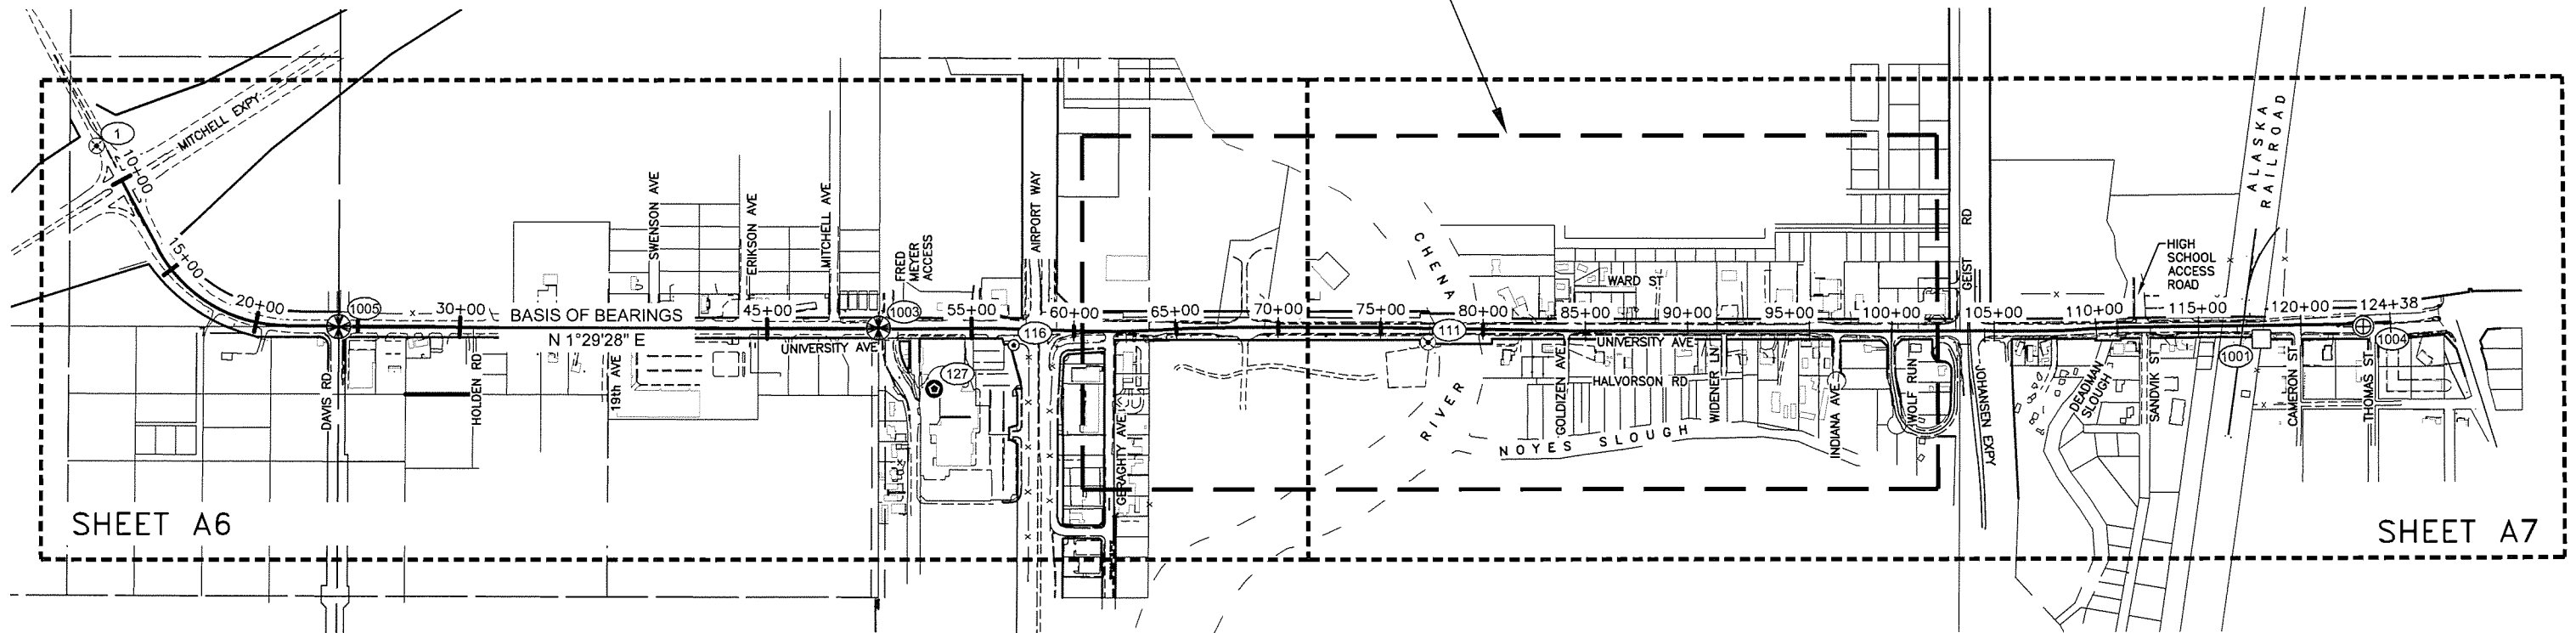 1
MITCHELL EXPY.
10+00
15+00
20+00
1005
30+00
BASIS OF BEARINGS
N 1°29'28" E
SWENSON AVE
ERIKSON AVE
MITCHELL AVE
45+00
FRED
MEYER
ACCESS
1003
55+00
AIRPORT WAY
116
60+00
65+00
70+00
75+00
111
80+00
85+00
90+00
95+00
100+00
105+00
110+00
115+00
120+00
124+38
CHENA
RIVER
WARD ST
GEIST RD
HIGH
SCHOOL
ACCESS
ROAD
ALASKA
RAILROAD
DAVIS RD
HOLDEN RD
19th AVE
UNIVERSITY AVE
127
GERAGHTY AVE
UNIVERSITY AVE
GOLDIZEN AVE
HALVORSON RD
WIDENER LN
NOYES SLOUGH
INDIANA AVE
WOLF RUN
JOHANSEN EXPY
DEADMAN
SLOUGH
SANDVIK ST
1001
CAMERON ST
THOMAS ST
1004
SHEET A6
SHEET A7